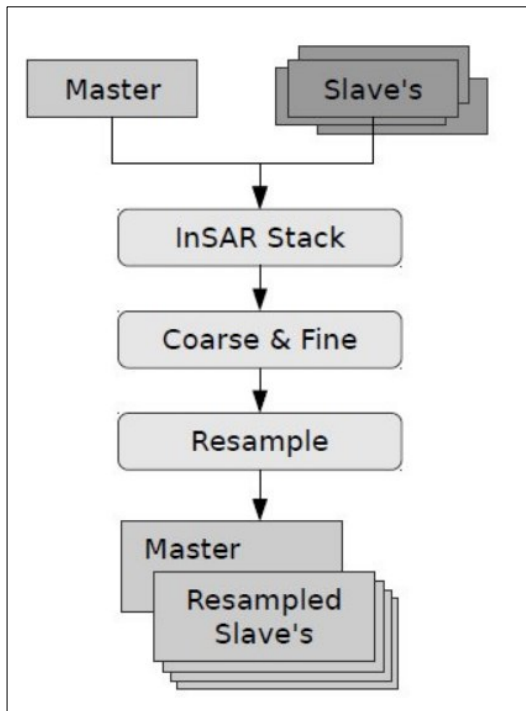 Master
Slave's
InSAR Stack
Coarse & Fine
Resample
Master
Resampled
Slave's